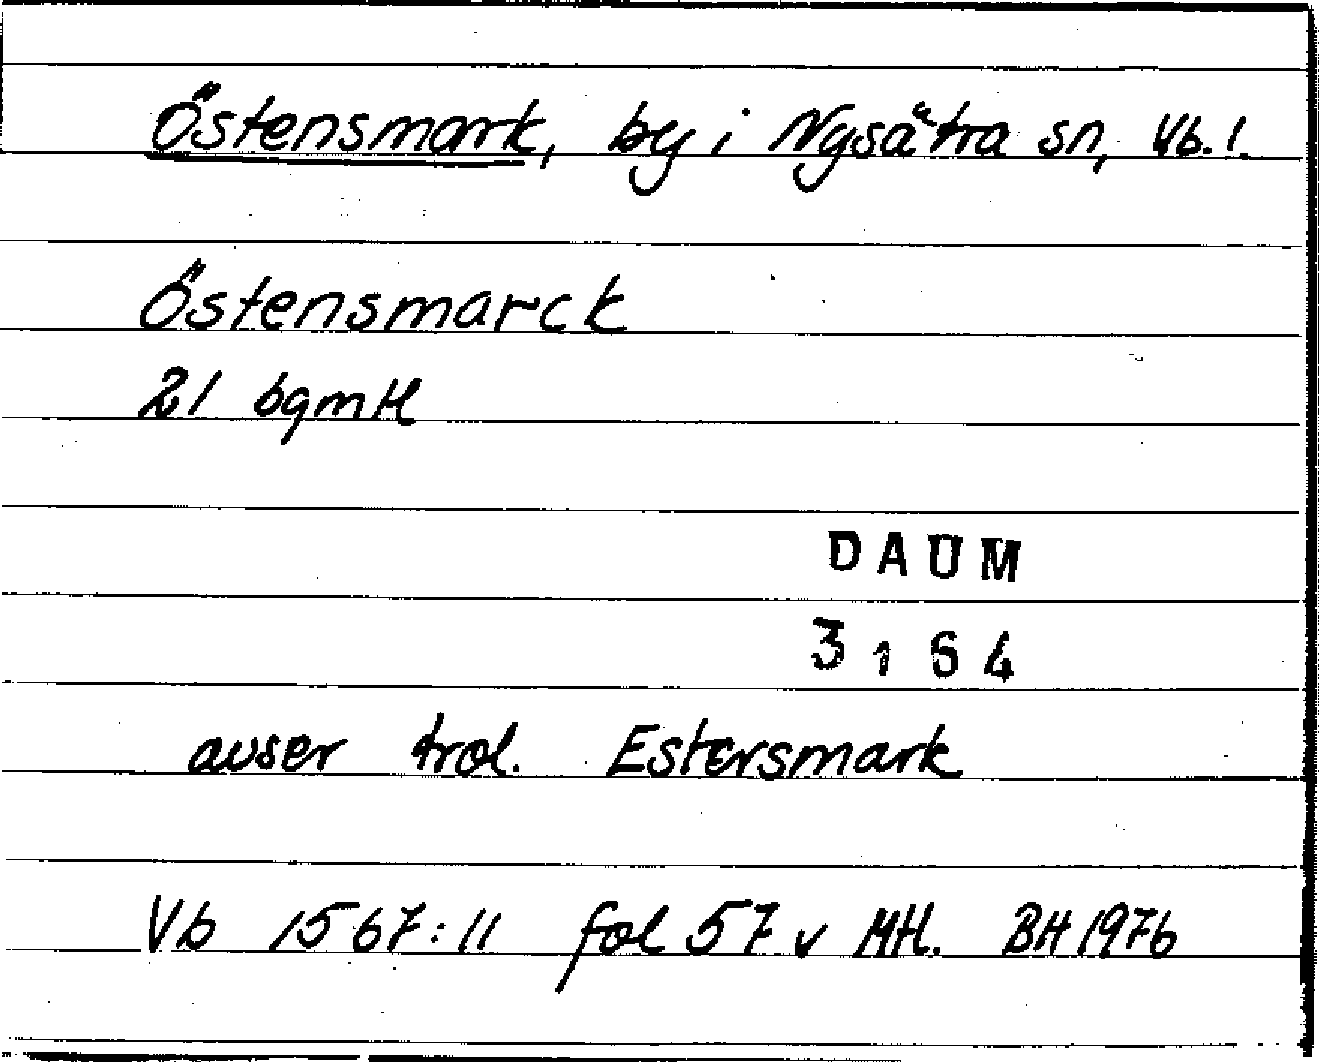 Östensmark, by i Nysätra sn, Vb. l.
Östensmarck
21 bgmH
DAUM
3164
avser trol. Estersmark
Vb 1567:11 fol 57 v MH. BH 1976